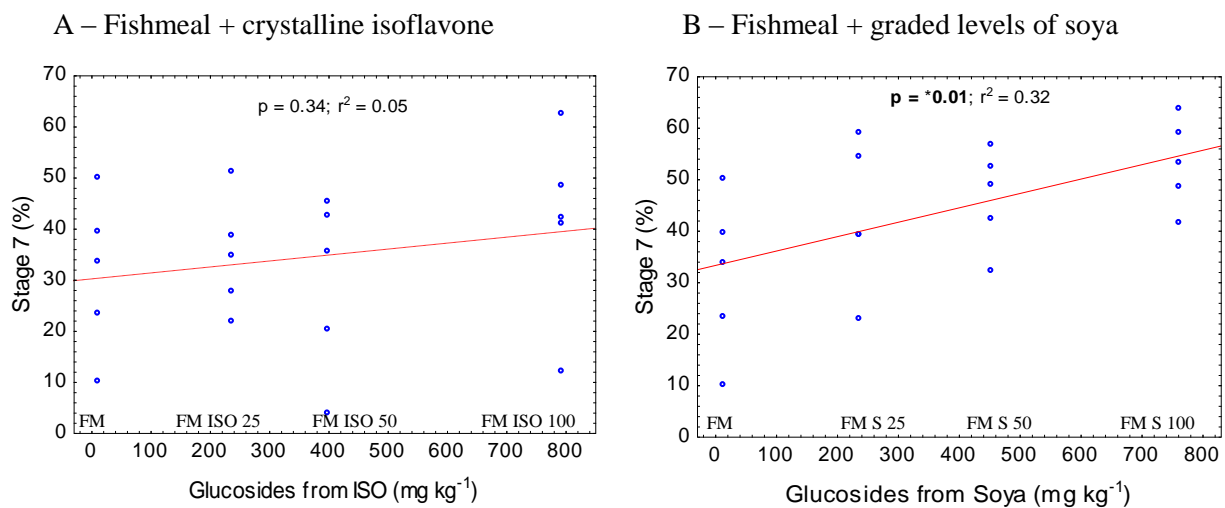 A – Fishmeal + crystalline isoflavone
70
60
50
40
30
20
10
0
Stage 7 (%)
p = 0.34; r² = 0.05
FM FM ISO 25 FM ISO 50 FM ISO 100
0 100 200 300 400 500 600 700 800
Glucosides from ISO (mg kg⁻¹)
B – Fishmeal + graded levels of soya
70
60
50
40
30
20
10
0
Stage 7 (%)
p = *0.01; r² = 0.32
FM FM S 25 FM S 50 FM S 100
0 100 200 300 400 500 600 700 800
Glucosides from Soya (mg kg⁻¹)